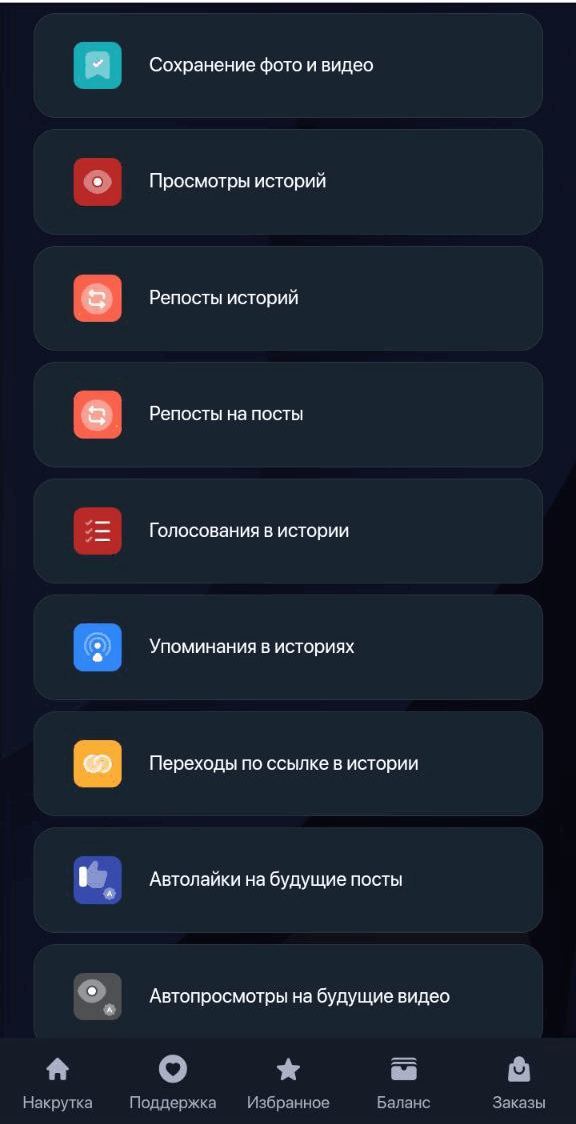 Сохранение фото и видео
Просмотры историй
Репосты историй
Репосты на посты
Голосования в истории
Упоминания в историях
Переходы по ссылке в истории
Автолайки на будущие посты
Автопросмотры на будущие видео
Накрутка Поддержка Избранное Баланс Заказы